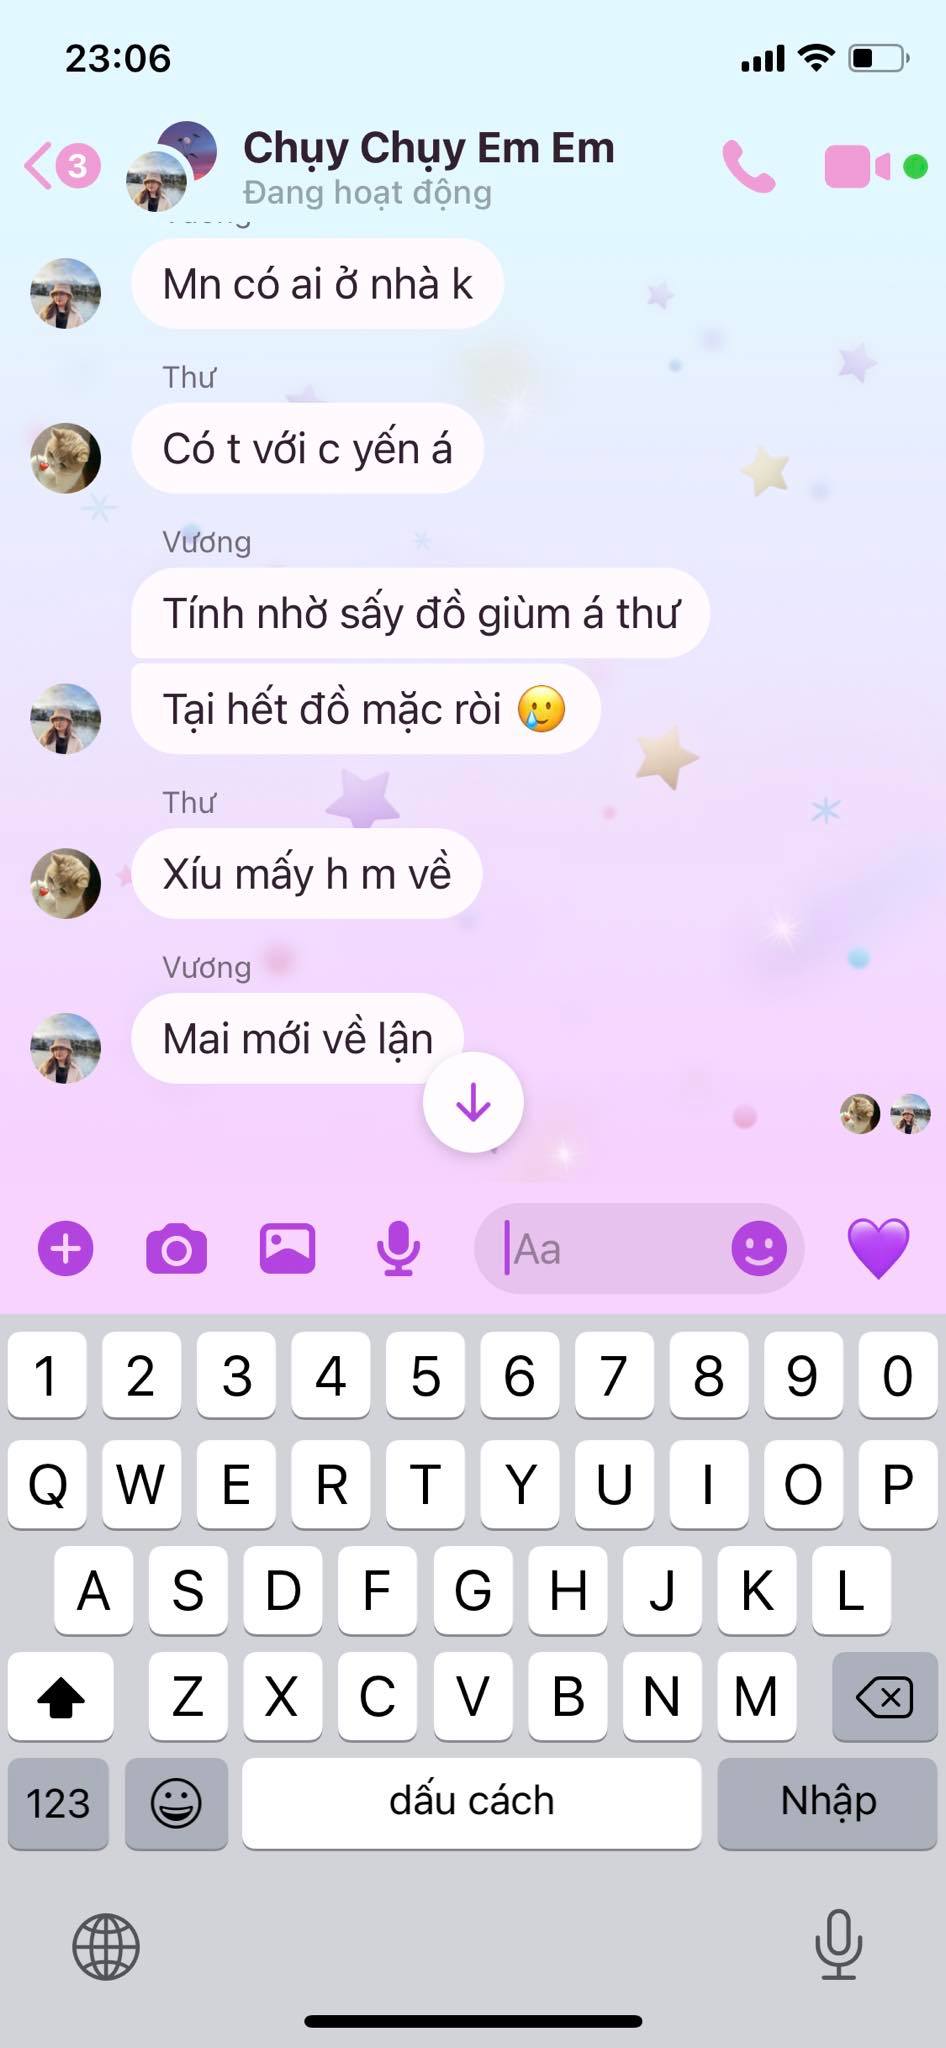 23:06
3
Chụy Chụy Em Em
Đang hoạt động
Mn có ai ở nhà k
Thư
Có t với c yến á
Vương
Tính nhờ sấy đồ giùm á thư
Tại hết đồ mặc ròi 🥲
Thư
Xíu mấy h m về
Vương
Mai mới về lận
Aa
1 2 3 4 5 6 7 8 9 0
Q W E R T Y U I O P
A S D F G H J K L
Z X C V B N M
123 dấu cách Nhập